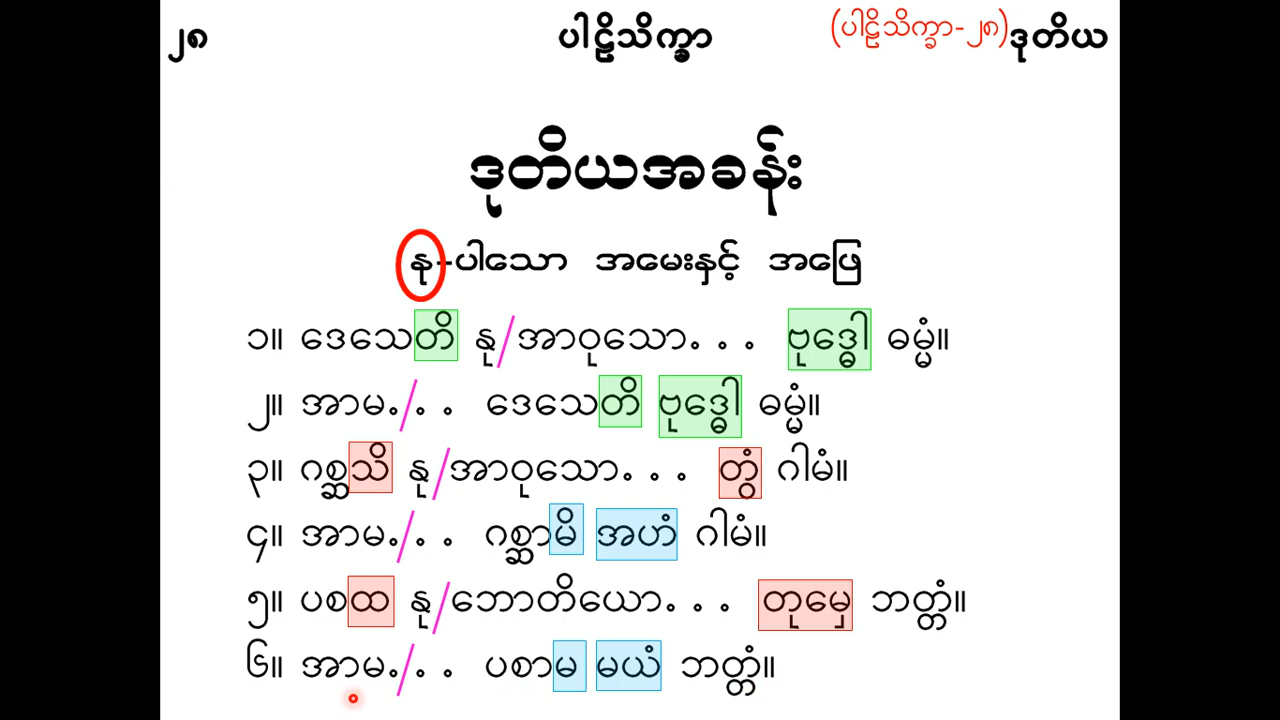 ၂၈ ပါဠိသိက္ခာ (ပါဠိသိက္ခာ-၂၈) ဒုတိယ
ဒုတိယအခန်း
နု-ပါသော အမေးနှင့် အဖြေ
၁။ ဒေသေတိ နု/အာဝုသော. . . ဗုဒ္ဓေါ ဓမ္မံ။
၂။ အာမ./. . ဒေသေတိ ဗုဒ္ဓေါ ဓမ္မံ။
၃။ ဂစ္ဆသိ နု/အာဝုသော. . . တွံ ဂါမံ။
၄။ အာမ./. . ဂစ္ဆာမိ အဟံ ဂါမံ။
၅။ ပစထ နု/ဘောတိယော. . . တုမှေ ဘတ္တံ။
၆။ အာမ./. . ပစာမ မယံ ဘတ္တံ။